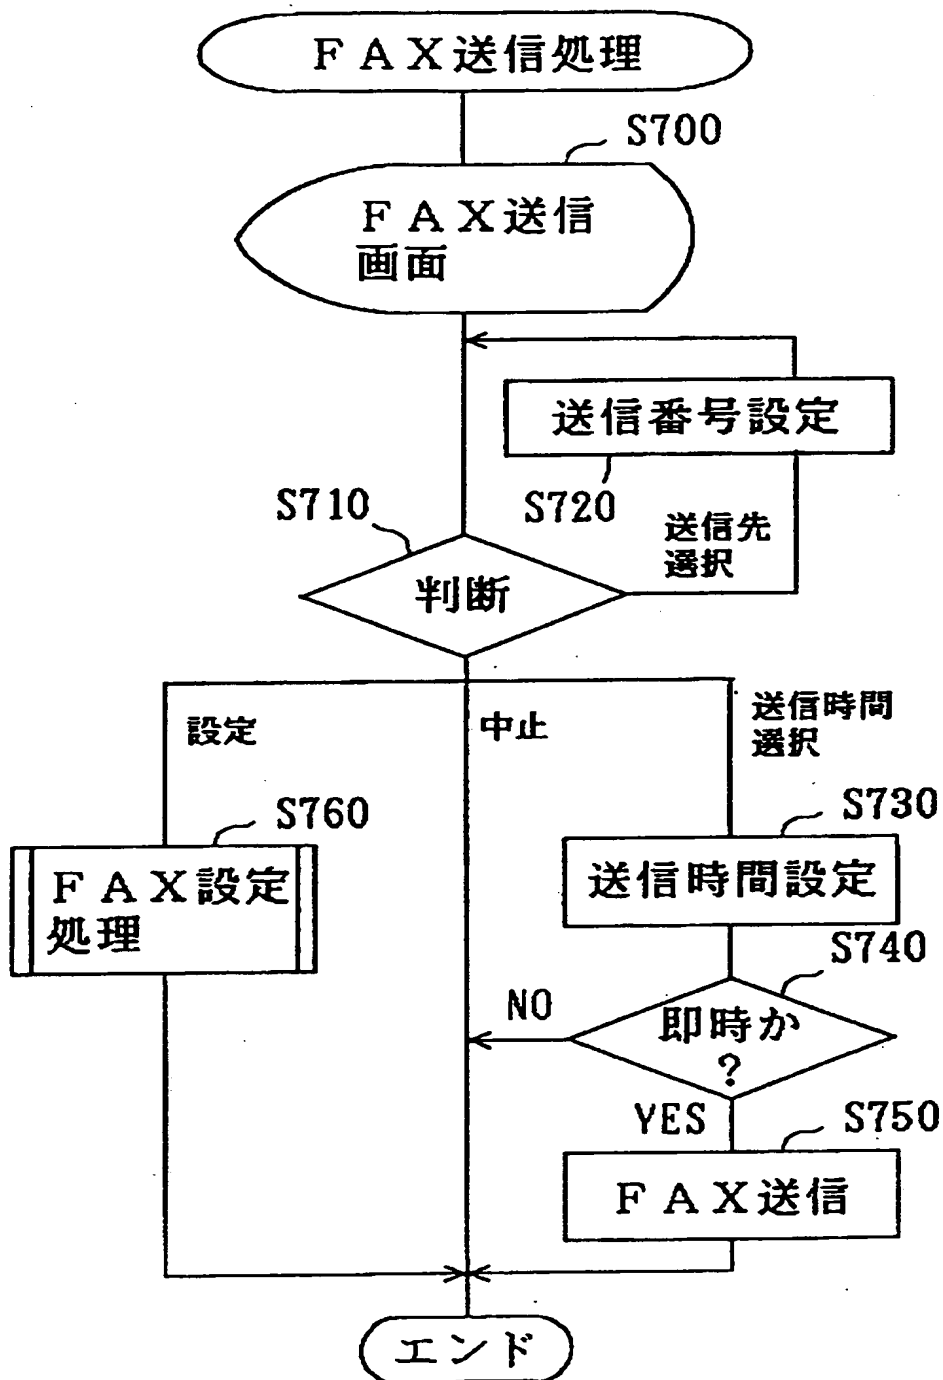 ＦＡＸ送信処理
S700
ＦＡＸ送信
画面
送信番号設定
S720
S710
送信先
選択
判断
設定
中止
送信時間
選択
S760
S730
ＦＡＸ設定
処理
送信時間設定
S740
NO
即時か
？
YES
S750
ＦＡＸ送信
エンド